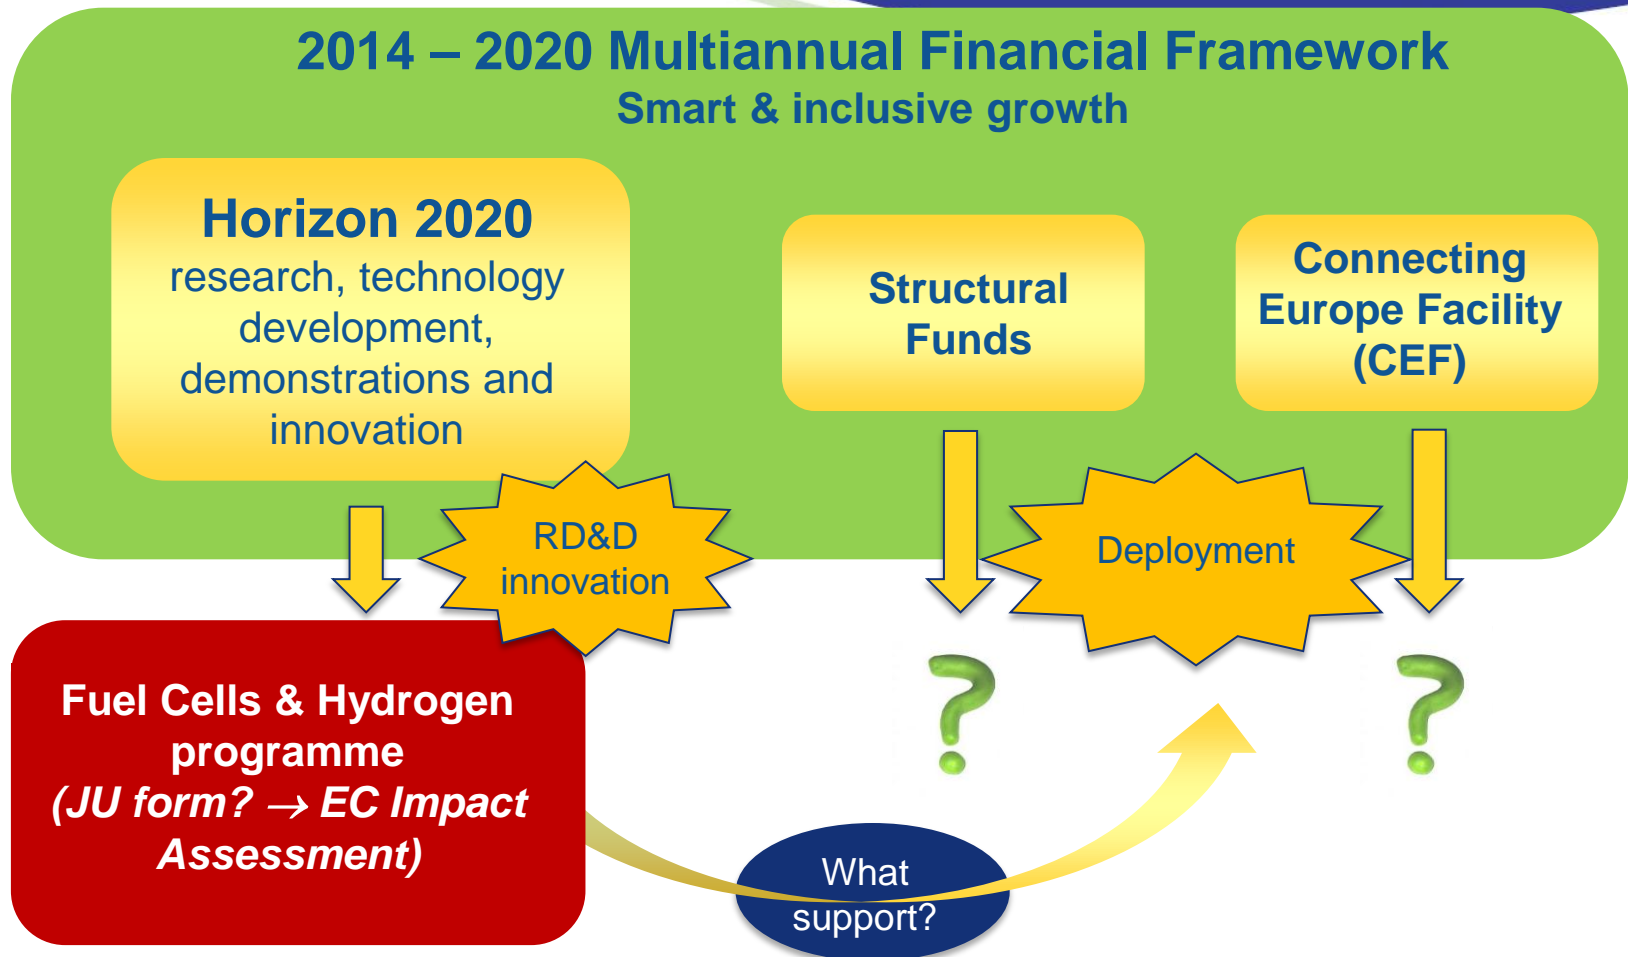 2014 – 2020 Multiannual Financial Framework
Smart & inclusive growth
Horizon 2020
research, technology
development,
demonstrations and
innovation
Structural
Funds
Connecting
Europe Facility
(CEF)
RD&D
innovation
Deployment
Fuel Cells & Hydrogen
programme
(JU form? → EC Impact
Assessment)
?
?
What
support?